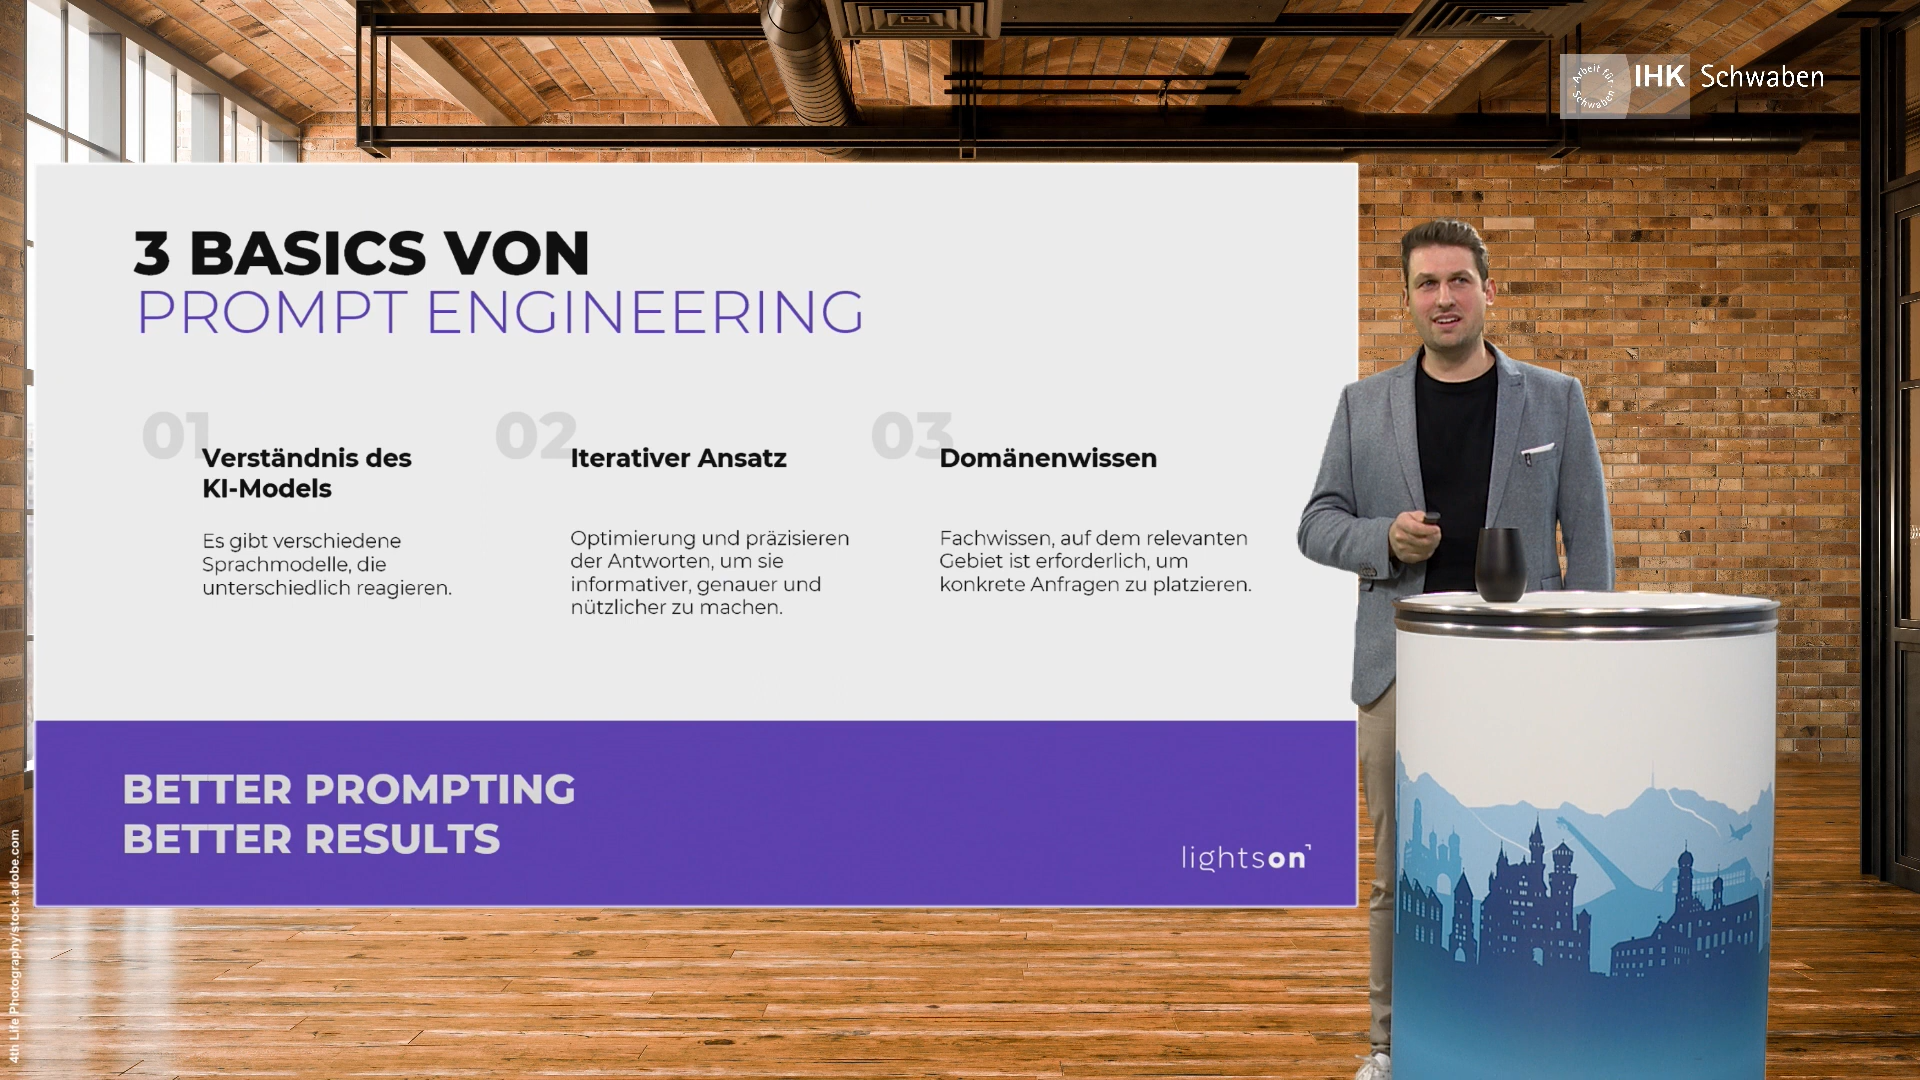 Arbeit für
Schwaben
IHK Schwaben
3 BASICS VON
PROMPT ENGINEERING
01
Verständnis des
KI-Models
Es gibt verschiedene
Sprachmodelle, die
unterschiedlich reagieren.
02
Iterativer Ansatz
Optimierung und präzisieren
der Antworten, um sie
informativer, genauer und
nützlicher zu machen.
03
Domänenwissen
Fachwissen, auf dem relevanten
Gebiet ist erforderlich, um
konkrete Anfragen zu platzieren.
BETTER PROMPTING
BETTER RESULTS
lightson
4th Life Photography/stock.adobe.com